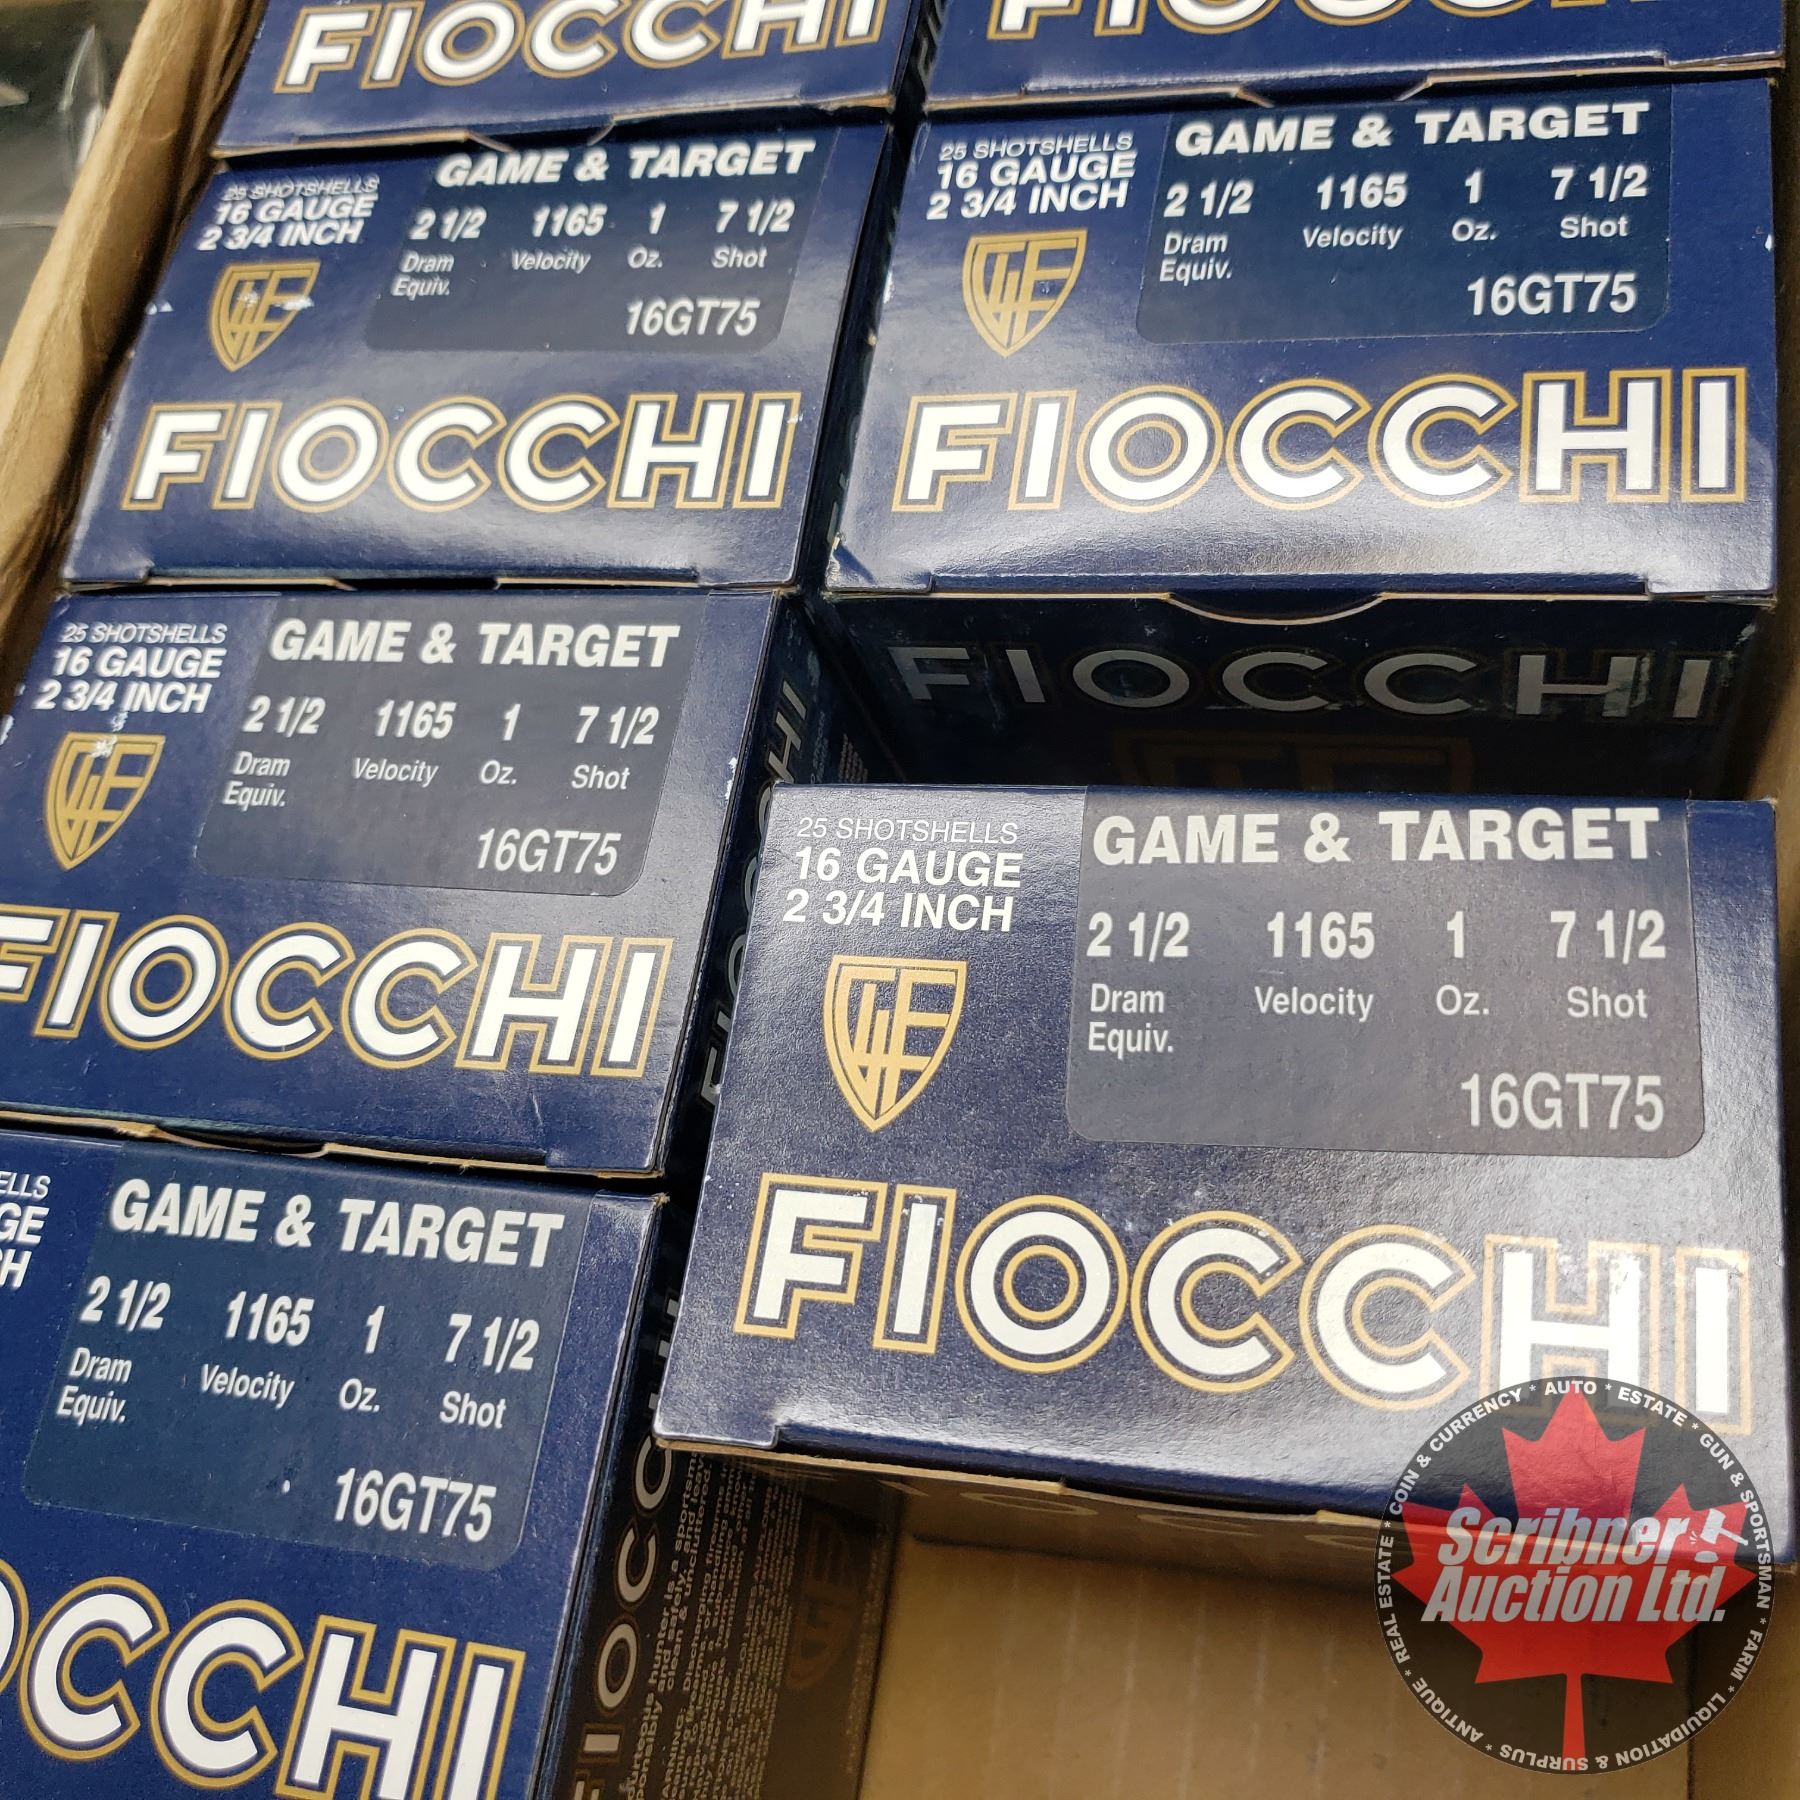 FIOCCHI
FIOCCHI
25 SHOTSHELLS
16 GAUGE
2 3/4 INCH
GAME & TARGET
2 1/2 1165 1 7 1/2
Dram Velocity Oz. Shot
Equiv.
16GT75
FIOCCHI
25 SHOTSHELLS
16 GAUGE
2 3/4 INCH
GAME & TARGET
2 1/2 1165 1 7 1/2
Dram Velocity Oz. Shot
Equiv.
16GT75
FIOCCHI
FIOCCHI
25 SHOTSHELLS
16 GAUGE
2 3/4 INCH
GAME & TARGET
2 1/2 1165 1 7 1/2
Dram Velocity Oz. Shot
Equiv.
16GT75
FIOCCHI
FIOCCHI
25 SHOTSHELLS
16 GAUGE
2 3/4 INCH
GAME & TARGET
2 1/2 1165 1 7 1/2
Dram Velocity Oz. Shot
Equiv.
16GT75
FIOCCHI
ELLS
GE
CH
GAME & TARGET
2 1/2 1165 1 7 1/2
Dram Velocity Oz. Shot
Equiv.
16GT75
OCCHI
FIOCCHI
Scribner
Auction Ltd.
* COIN & CURRENCY * AUTO * ESTATE * GUN & SPORTSMAN * FARM * LIQUIDATION & SURPLUS * ANTIQUE * REAL ESTATE